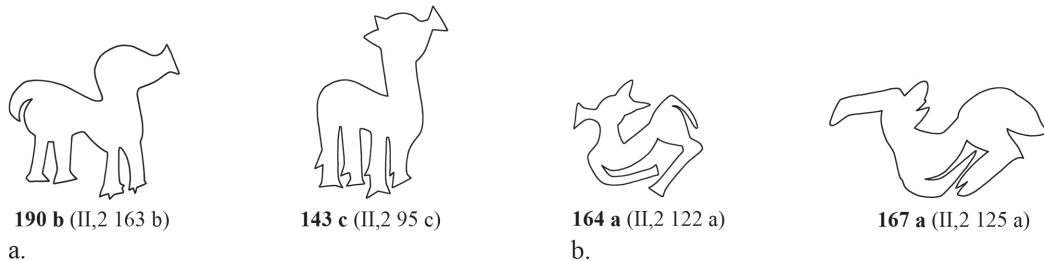 190 b (II,2 163 b)
143 c (II,2 95 c)
164 a (II,2 122 a)
167 a (II,2 125 a)
a.
b.